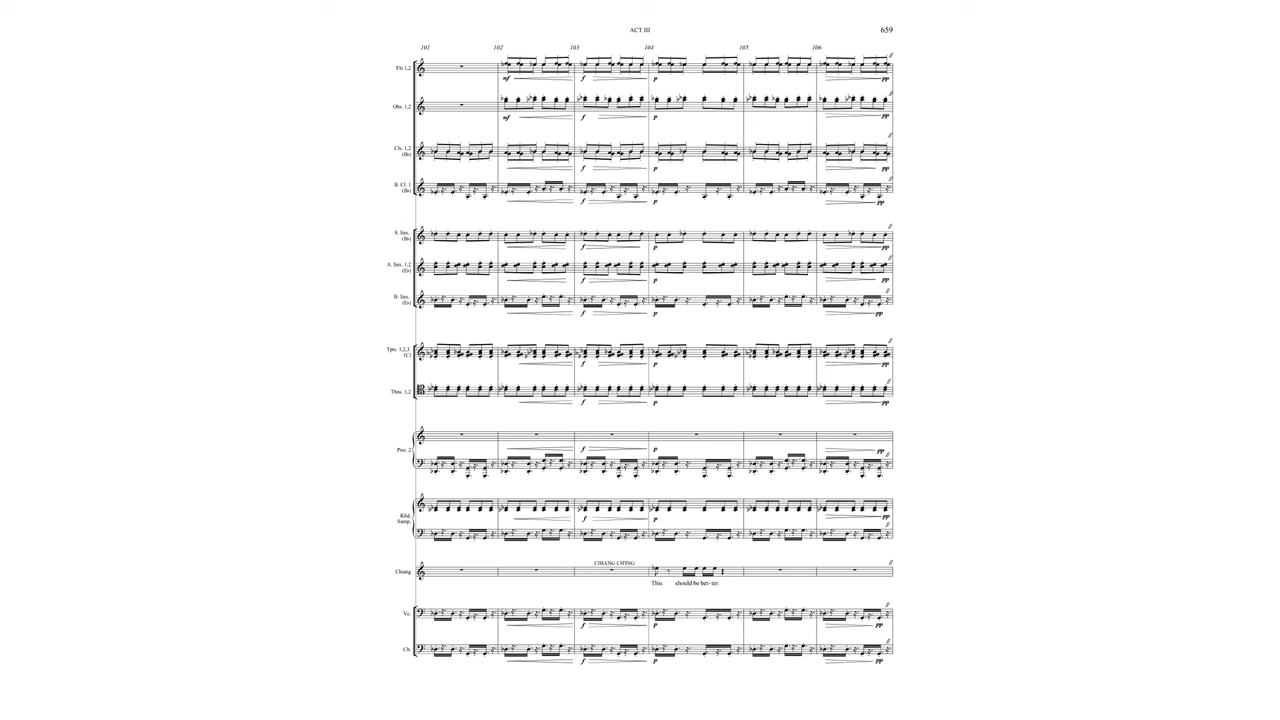 ACT III
659
101 102 103 104 105 106
Fls 1,2
mf f p pp
Obs. 1,2
mf f p pp
Cls. 1,2
(B♭)
f p pp
B. Cl. 1
(B♭)
f p pp
S. Sax.
(B♭)
f p pp
A. Sax. 1,2
(E♭)
f p pp
B. Sax.
(E♭)
f p pp
Tpts. 1,2,3
(C)
f p pp
Tbns. 1,2
f p pp
Pno. 2
f p pp
Kbd.
Samp.
f p pp
CHIANG CH'ING
Chiang
This should be bet- ter.
Vc.
f p pp
Cb.
f p pp